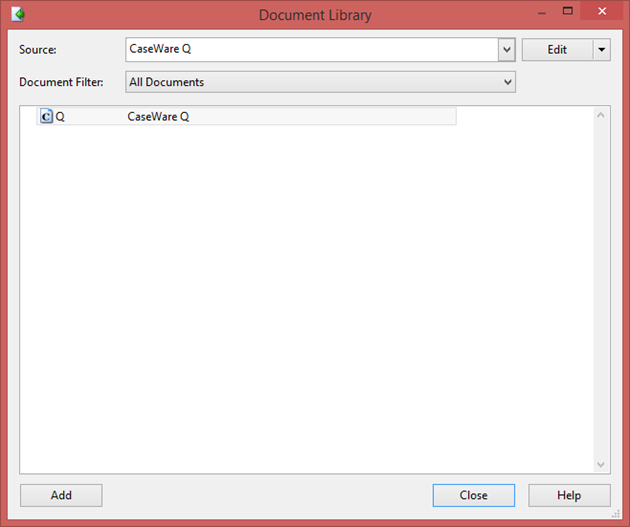 Document Library
Source: CaseWare Q Edit
Document Filter: All Documents
C Q CaseWare Q
Add Close Help